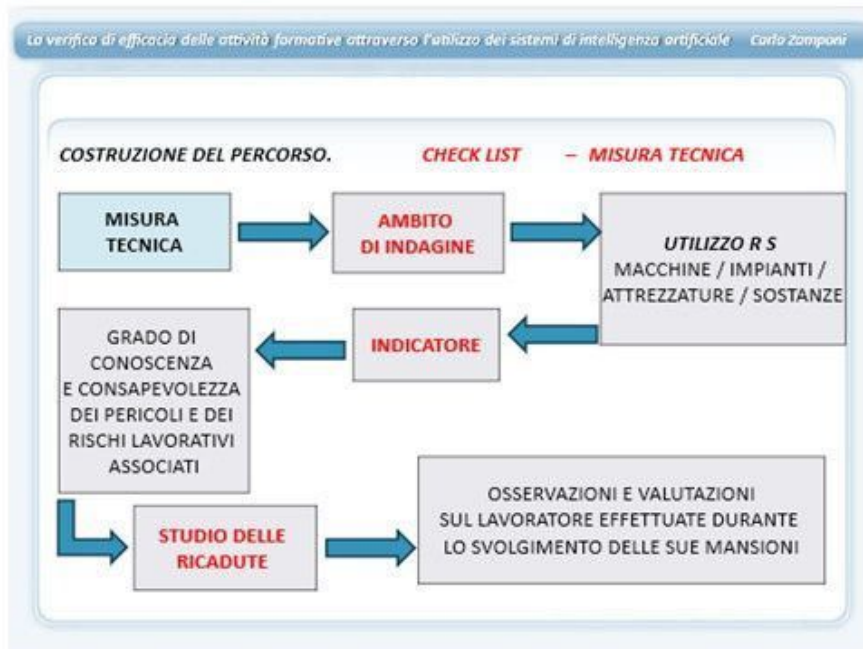 La verifica di efficacia delle attività formative attraverso l'utilizzo dei sistemi di intelligenza artificiale Carlo Zamponi
COSTRUZIONE DEL PERCORSO. CHECK LIST – MISURA TECNICA
MISURA
TECNICA
AMBITO
DI INDAGINE
UTILIZZO R S
MACCHINE / IMPIANTI /
ATTREZZATURE / SOSTANZE
INDICATORE
GRADO DI
CONOSCENZA
E CONSAPEVOLEZZA
DEI PERICOLI E DEI
RISCHI LAVORATIVI
ASSOCIATI
STUDIO DELLE
RICADUTE
OSSERVAZIONI E VALUTAZIONI
SUL LAVORATORE EFFETTUATE DURANTE
LO SVOLGIMENTO DELLE SUE MANSIONI